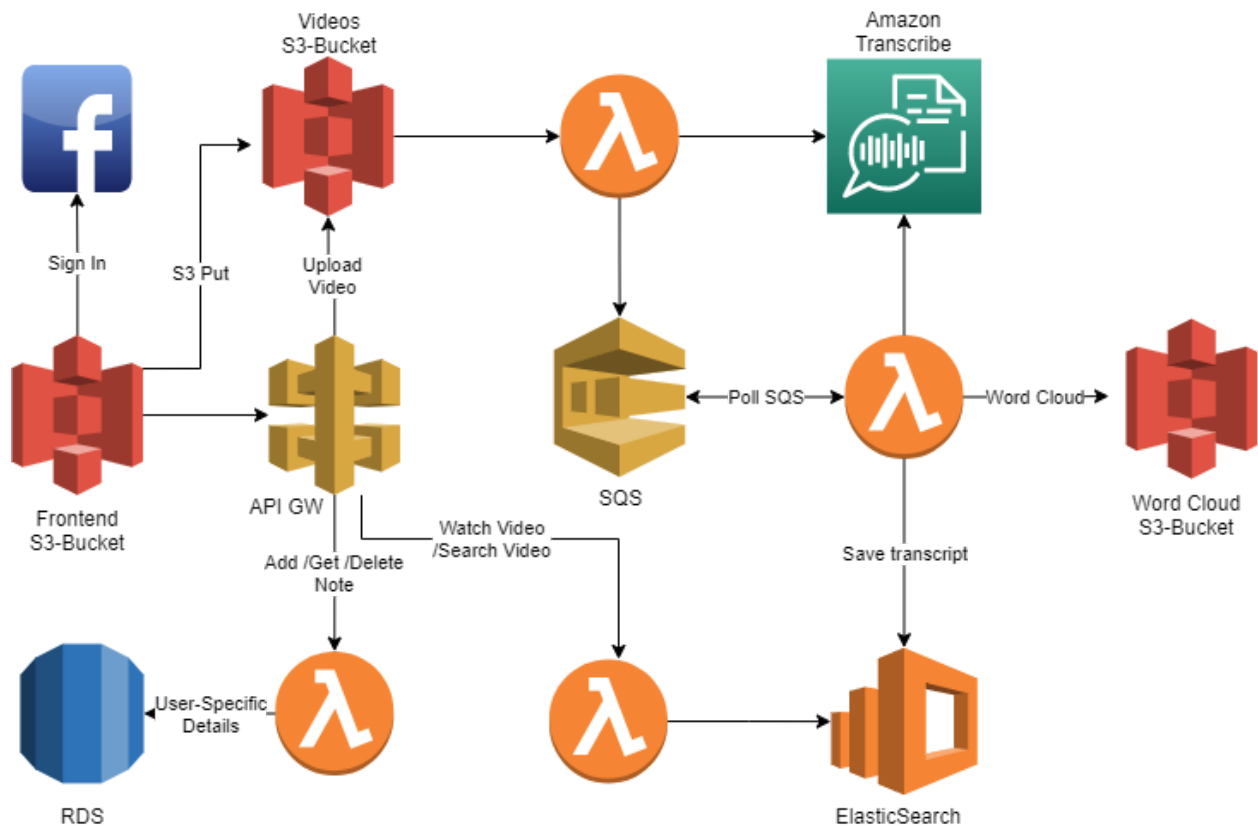 Videos
S3-Bucket
Amazon
Transcribe
f
Sign In
S3 Put
Upload
Video
λ
Poll SQS
λ
Word Cloud
Frontend
S3-Bucket
API GW
SQS
Word Cloud
S3-Bucket
Watch Video
/Search Video
Add /Get /Delete
Note
Save transcript
User-Specific
Details
λ
λ
RDS
ElasticSearch